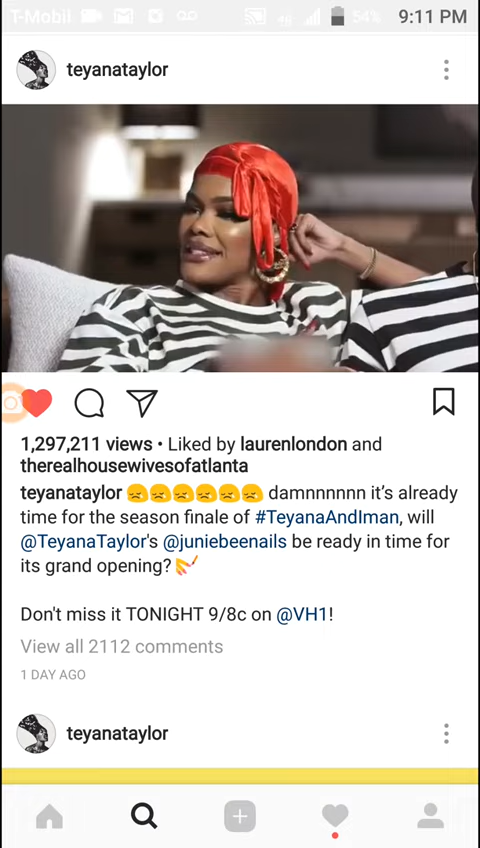 T-Mobil 4G 54% 9:11 PM
teyanataylor
1,297,211 views • Liked by laurenlondon and
therealhousewivesofatlanta
teyanataylor 😔😔😔😔😔😔 damnnnnnn it’s already
time for the season finale of #TeyanaAndIman, will
@TeyanaTaylor's @juniebeenails be ready in time for
its grand opening? 💅
Don't miss it TONIGHT 9/8c on @VH1!
View all 2112 comments
1 DAY AGO
teyanataylor